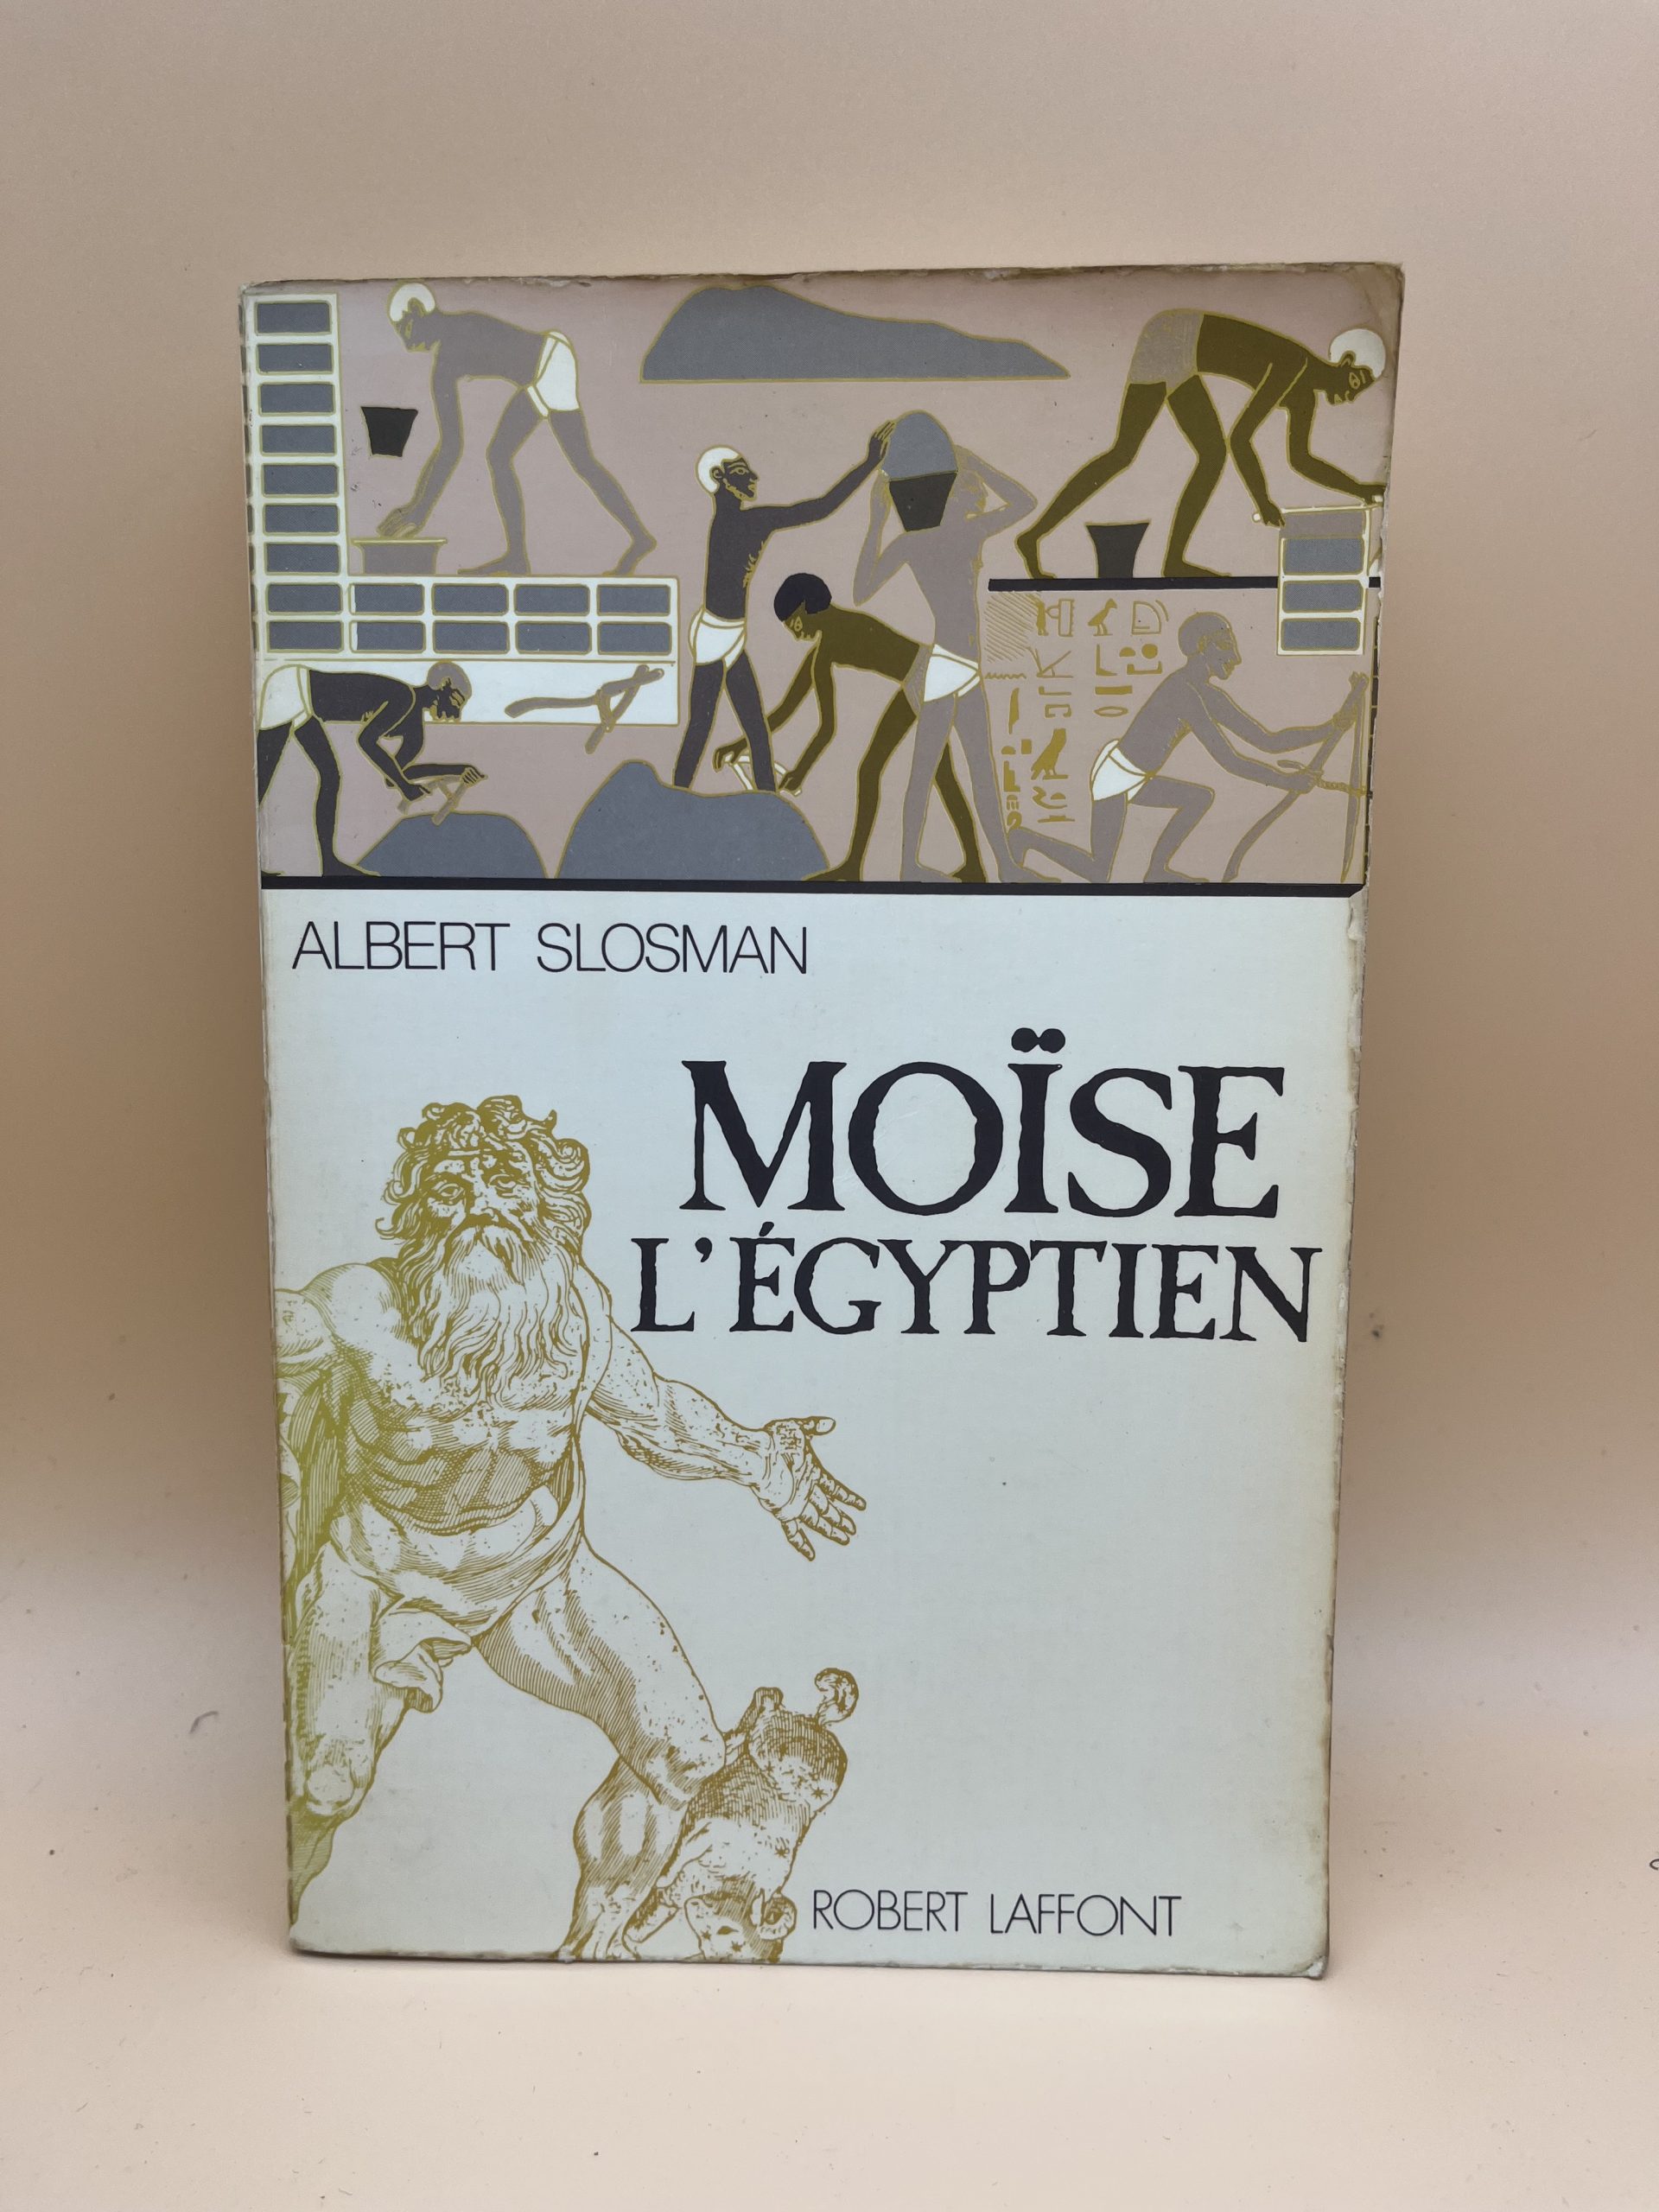 ALBERT SLOSMAN
MOÏSE
L'ÉGYPTIEN
ROBERT LAFFONT